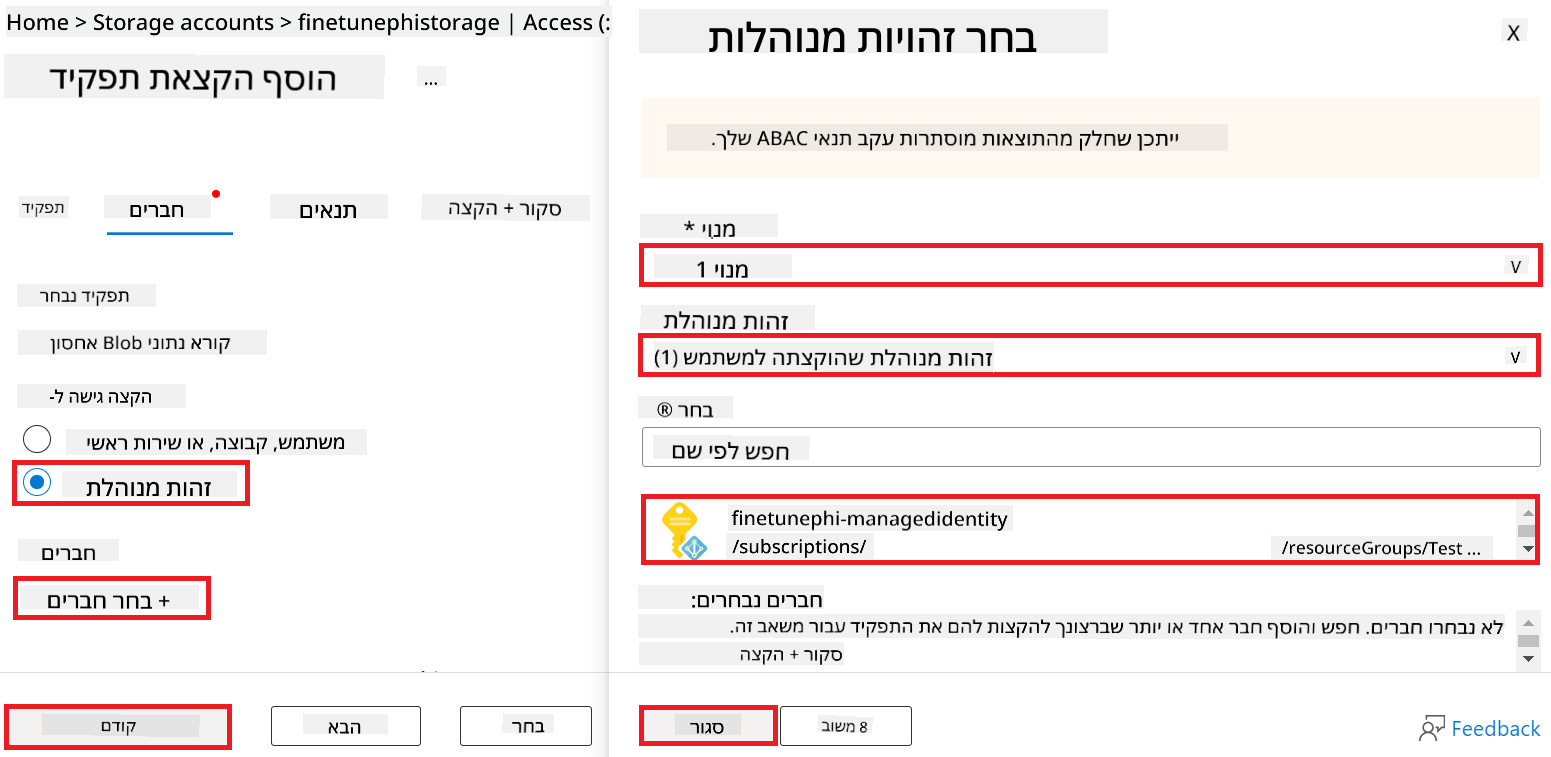 Home > Storage accounts > finetunephistorage | Access (:
הוסף הקצאת תפקיד
...
תפקיד
חברים
תנאים
סקור + הקצה
תפקיד נבחר
קורא נתוני Blob אחסון
הקצה גישה ל-
משתמש, קבוצה, או שירות ראשי
זהות מנוהלת
חברים
+ בחר חברים
קודם
הבא
בחר
בחר זהויות מנוהלות
X
ייתכן שחלק מהתוצאות מוסתרות עקב תנאי ABAC שלך.
מנוי *
מנוי 1
V
זהות מנוהלת
זהות מנוהלת שהוקצתה למשתמש (1)
v
בחר ®
חפש לפי שם
finetunephi-managedidentity
/subscriptions/ /resourceGroups/Test ...
חברים נבחרים:
לא נבחרו חברים. חפש והוסף חבר אחד או יותר שברצונך להקצות להם את התפקיד עבור משאב זה.
סקור + הקצה
סגור
8 משוב
Feedback